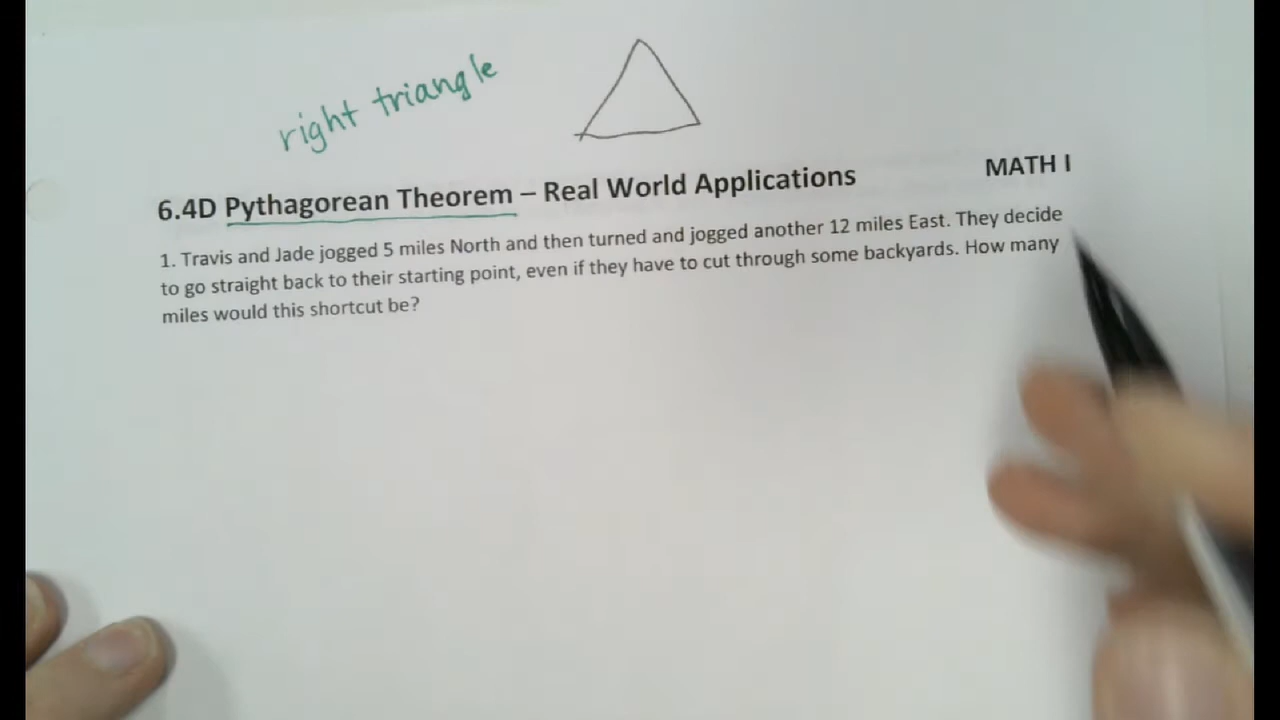 right triangle
6.4D Pythagorean Theorem – Real World Applications MATH I
1. Travis and Jade jogged 5 miles North and then turned and jogged another 12 miles East. They decide
to go straight back to their starting point, even if they have to cut through some backyards. How many
miles would this shortcut be?